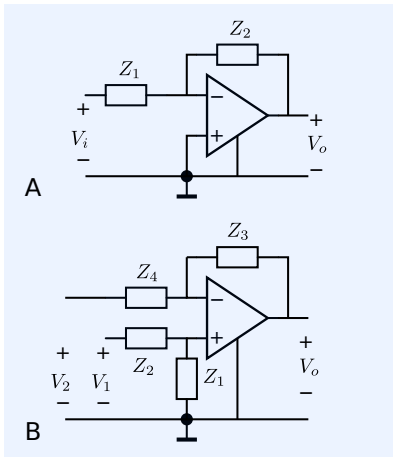 Z₂
Z₁
−
+ +
Vᵢ + Vₒ
− −
A
Z₃
Z₄
−
+ +
+ + Z₂ Z₁
V₂ V₁ Vₒ
− − −
B